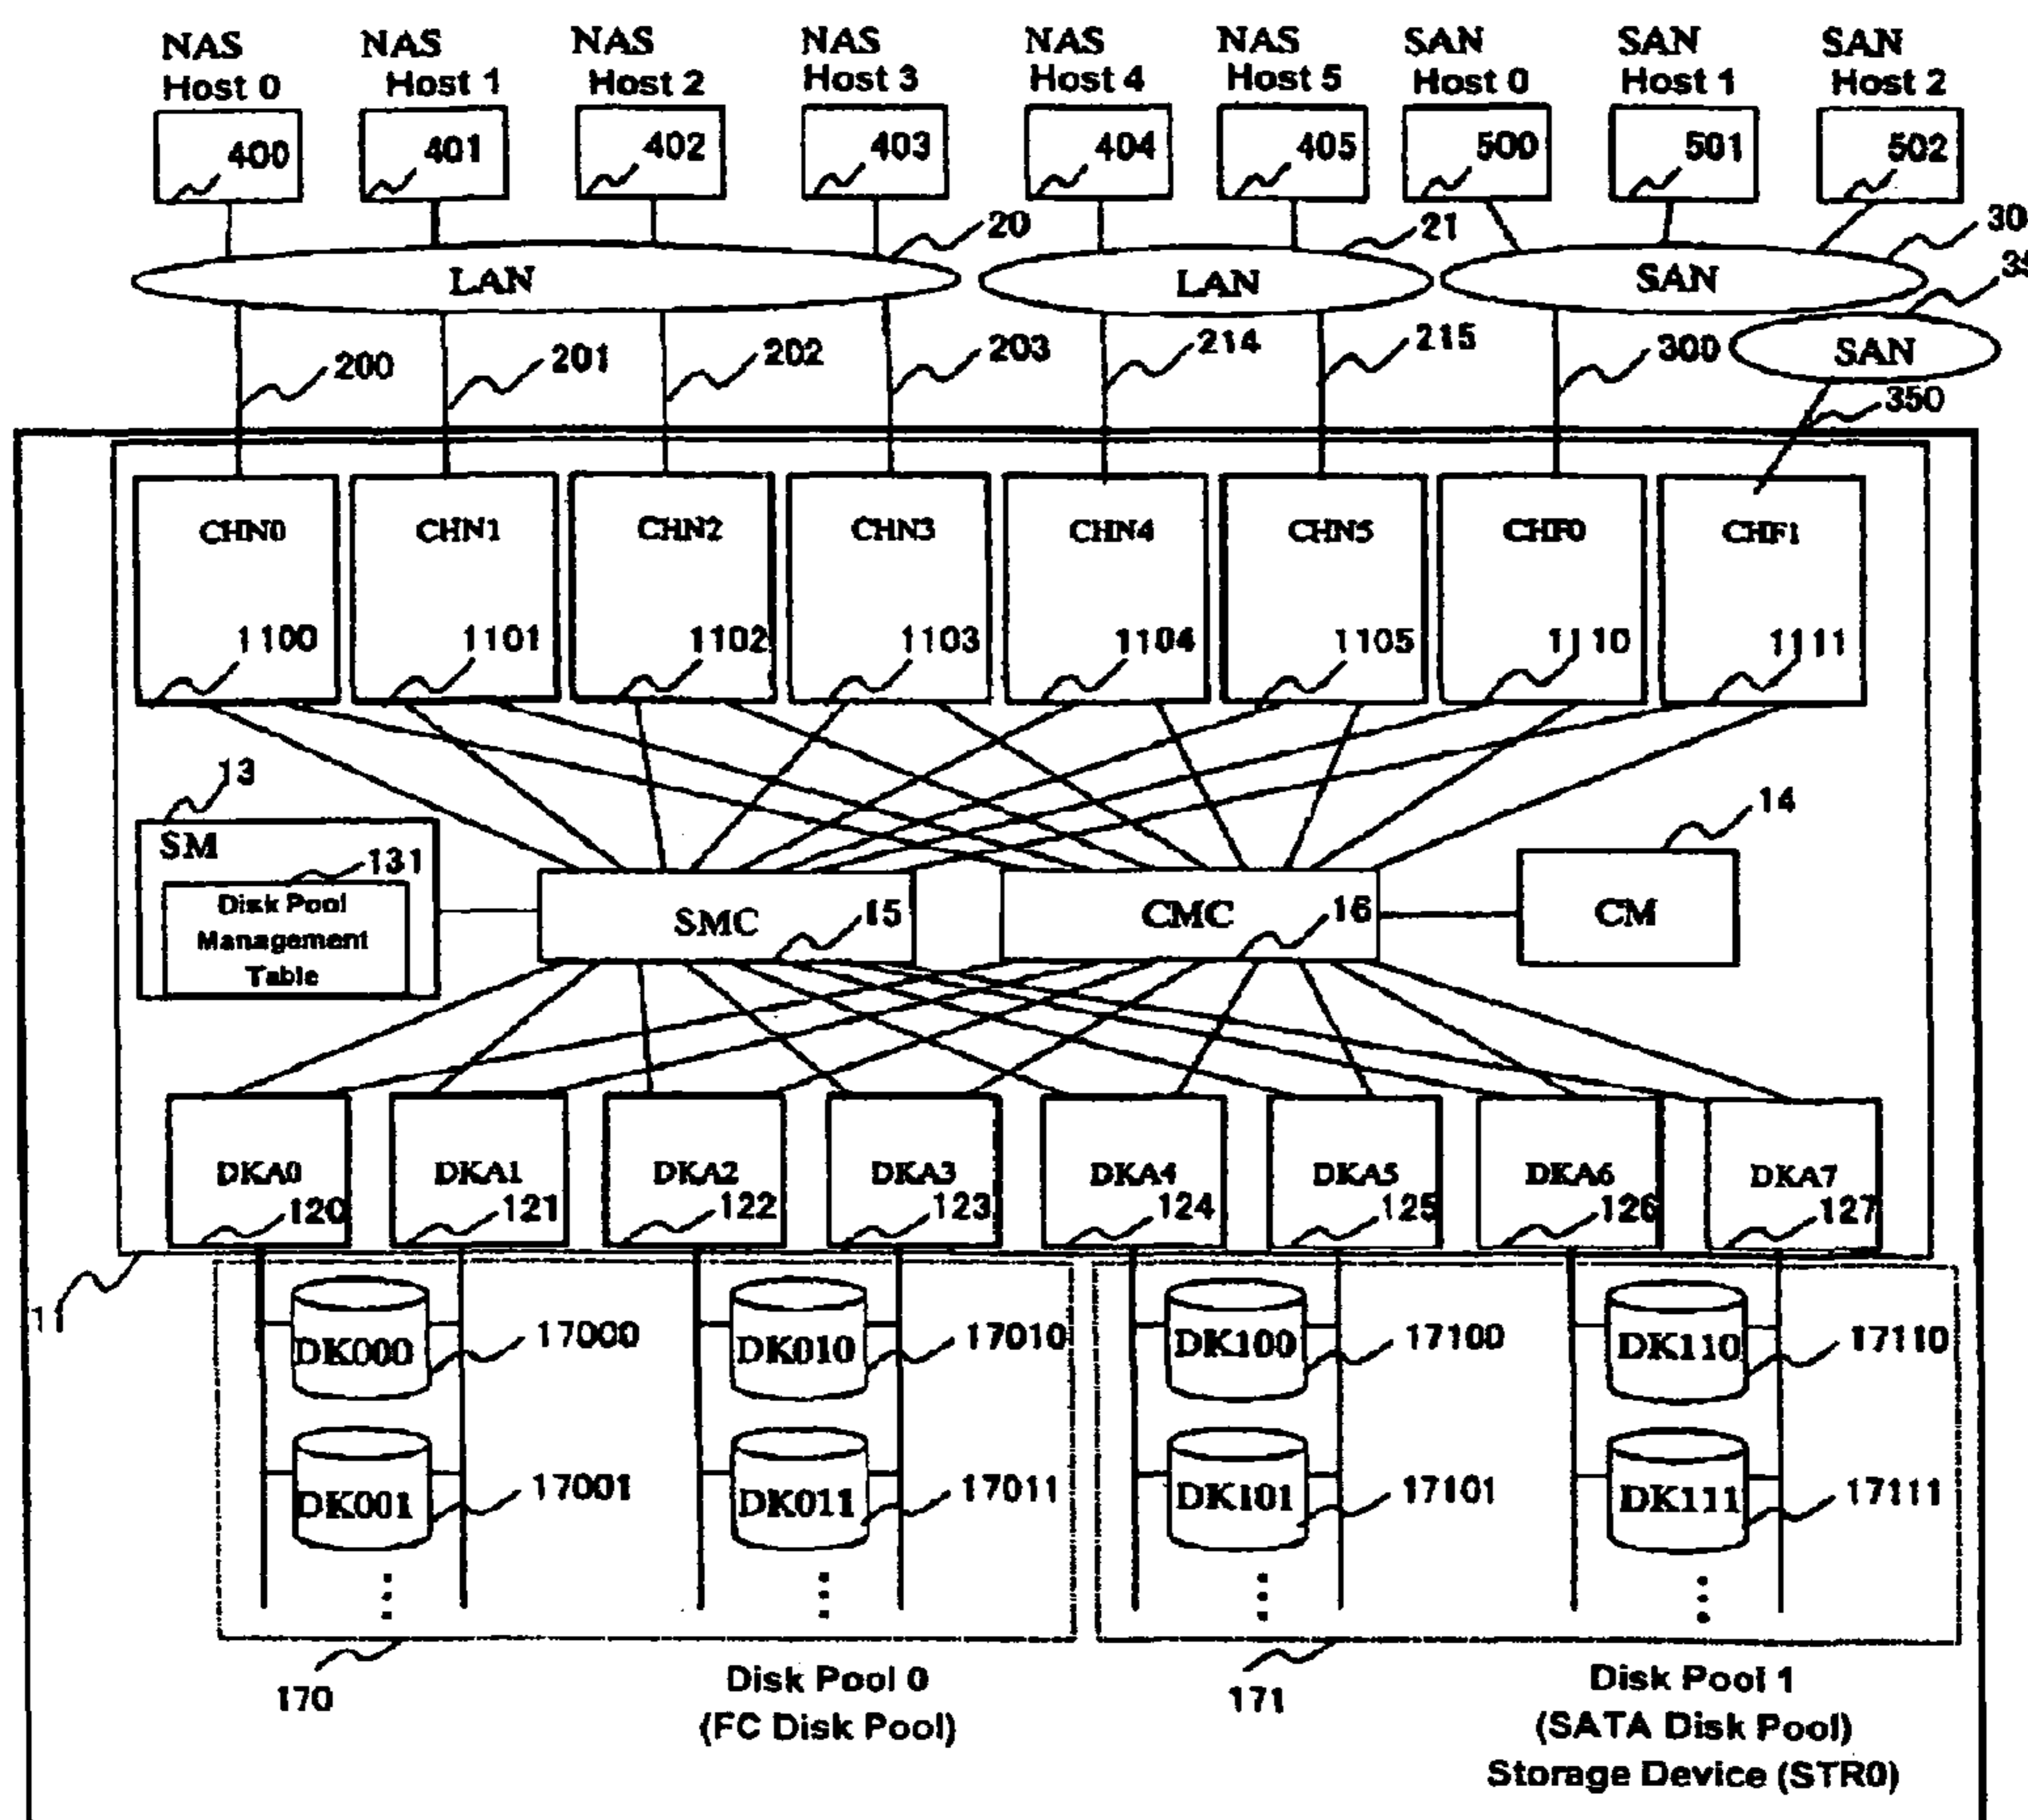 NAS NAS NAS NAS NAS NAS SAN SAN SAN
Host 0 Host 1 Host 2 Host 3 Host 4 Host 5 Host 0 Host 1 Host 2
400 401 402 403 404 405 500 501 502
20 21 30
LAN LAN SAN
35
200 201 202 203 214 215 300 SAN
350
CHN0 CHN1 CHN2 CHN3 CHN4 CHN5 CHF0 CHF1
1100 1101 1102 1103 1104 1105 1110 1111
13 14
SM
131
Disk Pool
Management
Table
SMC 15 CMC 16 CM
DKA0 DKA1 DKA2 DKA3 DKA4 DKA5 DKA6 DKA7
120 121 122 123 124 125 126 127
11
DK000 17000 DK010 17010 DK100 17100 DK110 17110
DK001 17001 DK011 17011 DK101 17101 DK111 17111
170 171
Disk Pool 0
(FC Disk Pool)
Disk Pool 1
(SATA Disk Pool)
Storage Device (STR0)